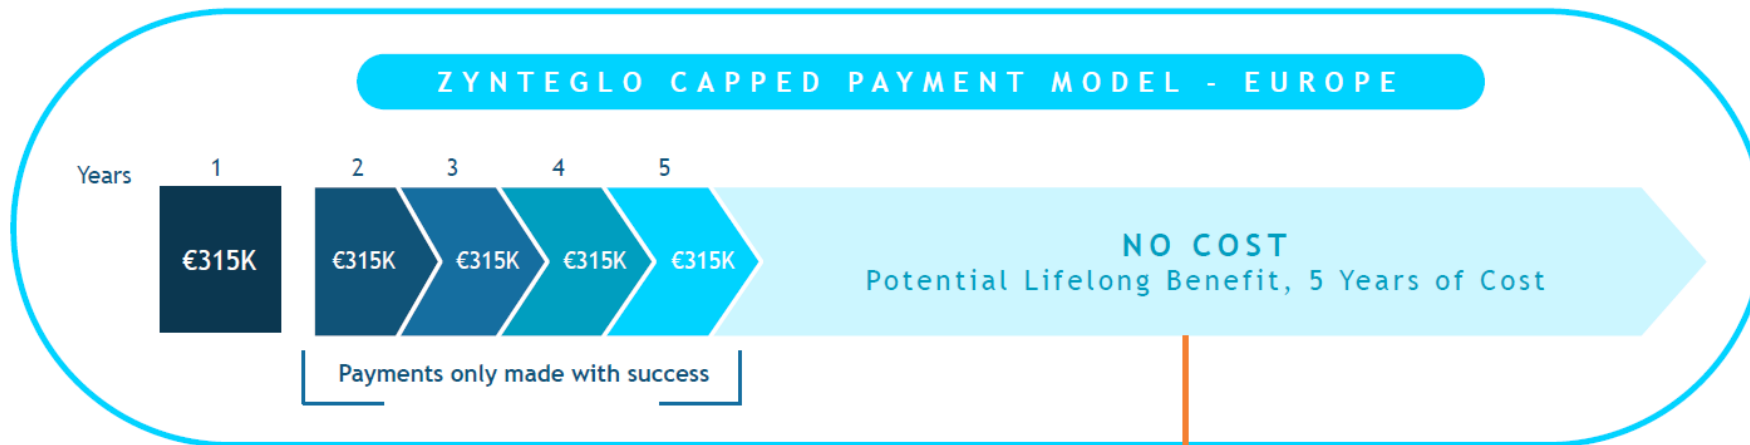 ZYNTEGLO CAPPED PAYMENT MODEL - EUROPE
Years 1 2 3 4 5
€315K €315K €315K €315K €315K
NO COST
Potential Lifelong Benefit, 5 Years of Cost
Payments only made with success